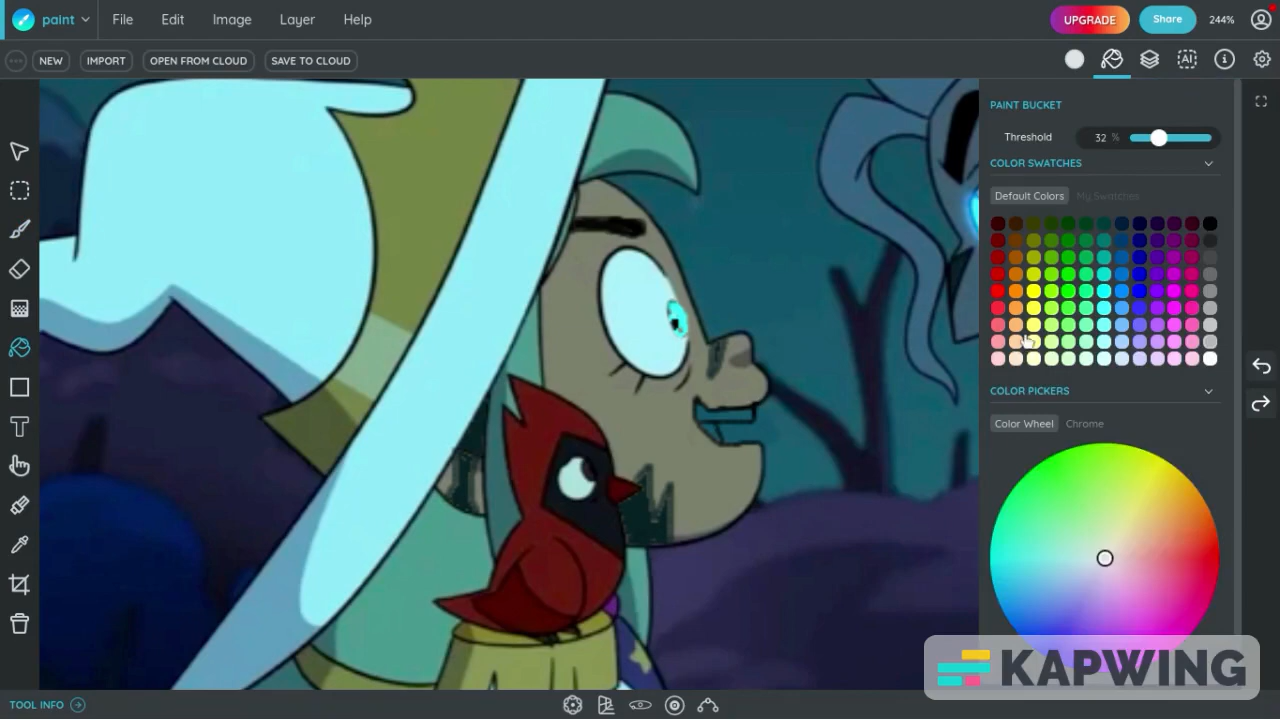 paint File Edit Image Layer Help UPGRADE Share 244%
NEW IMPORT OPEN FROM CLOUD SAVE TO CLOUD AI
PAINT BUCKET
Threshold 32 %
COLOR SWATCHES
Default Colors My Swatches
COLOR PICKERS
Color Wheel Chrome
KAPWING
TOOL INFO